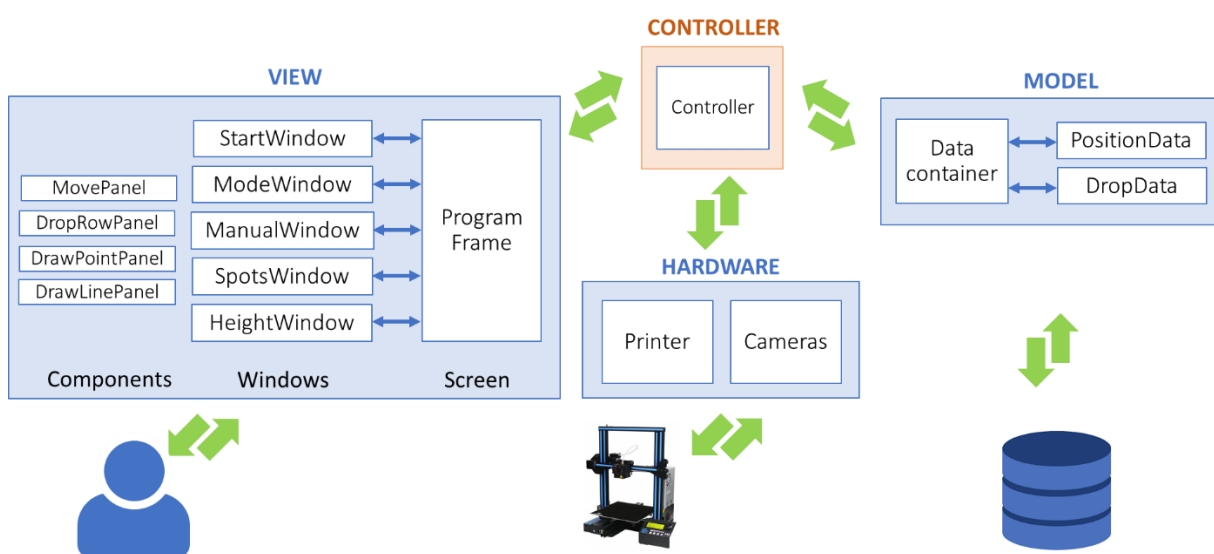 CONTROLLER
Controller
VIEW
StartWindow
ModeWindow
ManualWindow
SpotsWindow
HeightWindow
MovePanel
DropRowPanel
DrawPointPanel
DrawLinePanel
Program
Frame
Components
Windows
Screen
MODEL
Data
container
PositionData
DropData
HARDWARE
Printer
Cameras